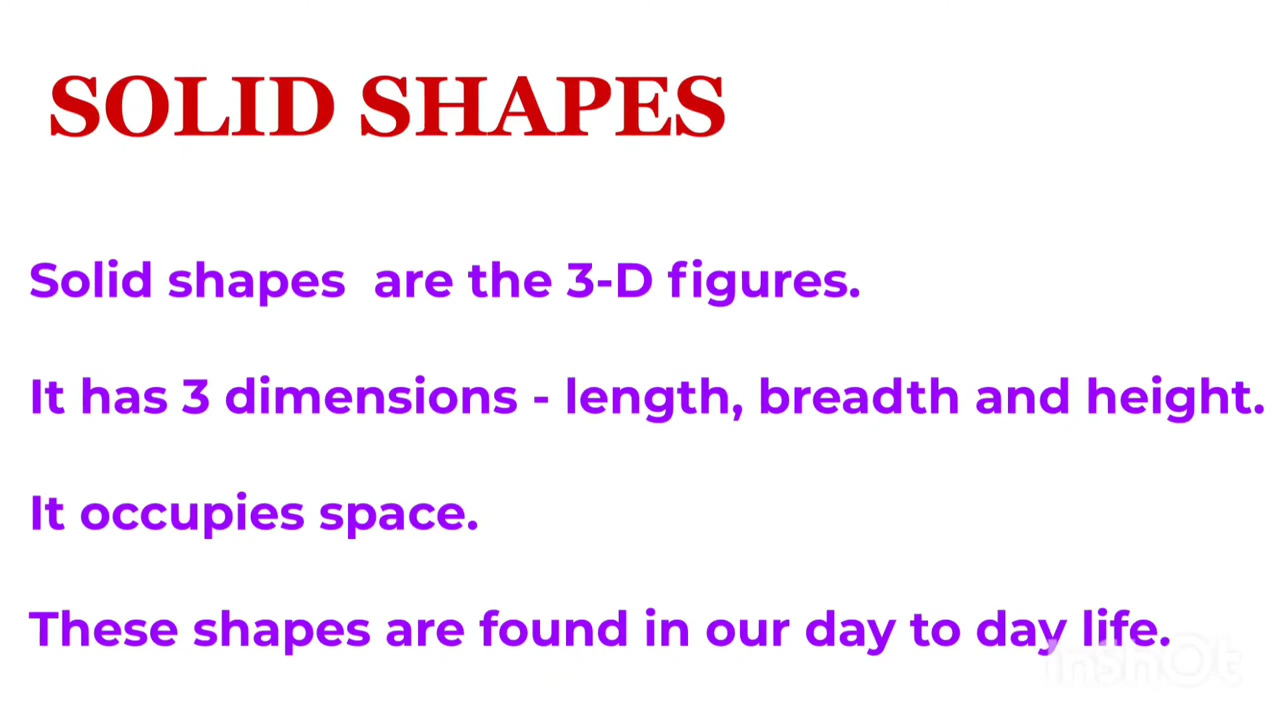 SOLID SHAPES
Solid shapes  are the 3-D figures.
It has 3 dimensions - length, breadth and height.
It occupies space.
These shapes are found in our day to day life.
InShOt